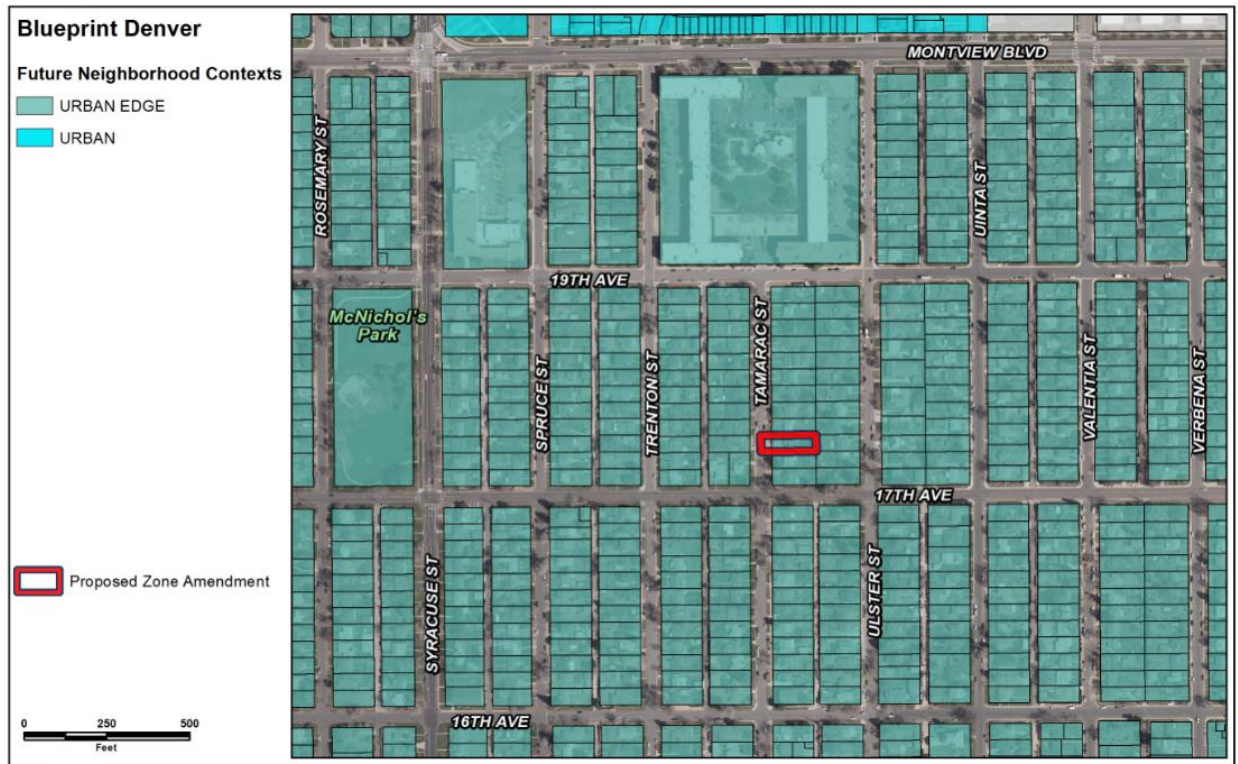 Blueprint Denver
Future Neighborhood Contexts
URBAN EDGE
URBAN
Proposed Zone Amendment
0 250 500
Feet
MONTVIEW BLVD
ROSEMARY ST
UINTA ST
19TH AVE
McNichol's
Park
SPRUCE ST
TRENTON ST
TAMARAC ST
VALENTIA ST
VERBENA ST
17TH AVE
SYRACUSE ST
ULSTER ST
16TH AVE